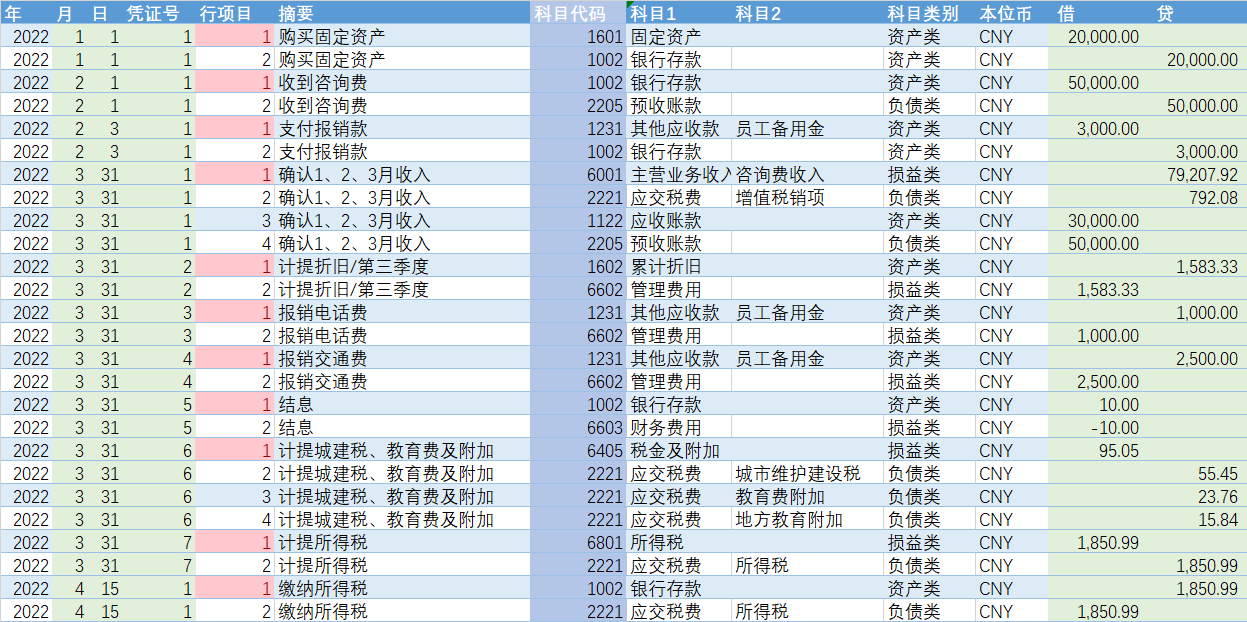 年 月 日 凭证号 行项目 摘要 科目代码 科目1 科目2 科目类别 本位币 借 贷
2022 1 1 1 1 购买固定资产 1601 固定资产 资产类 CNY 20,000.00
2022 1 1 1 2 购买固定资产 1002 银行存款 资产类 CNY 20,000.00
2022 2 1 1 1 收到咨询费 1002 银行存款 资产类 CNY 50,000.00
2022 2 1 1 2 收到咨询费 2205 预收账款 负债类 CNY 50,000.00
2022 2 3 1 1 支付报销款 1231 其他应收款 员工备用金 资产类 CNY 3,000.00
2022 2 3 1 2 支付报销款 1002 银行存款 资产类 CNY 3,000.00
2022 3 31 1 1 确认1、2、3月收入 6001 主营业务收入 咨询费收入 损益类 CNY 79,207.92
2022 3 31 1 2 确认1、2、3月收入 2221 应交税费 增值税销项 负债类 CNY 792.08
2022 3 31 1 3 确认1、2、3月收入 1122 应收账款 资产类 CNY 30,000.00
2022 3 31 1 4 确认1、2、3月收入 2205 预收账款 负债类 CNY 50,000.00
2022 3 31 2 1 计提折旧/第三季度 1602 累计折旧 资产类 CNY 1,583.33
2022 3 31 2 2 计提折旧/第三季度 6602 管理费用 损益类 CNY 1,583.33
2022 3 31 3 1 报销电话费 1231 其他应收款 员工备用金 资产类 CNY 1,000.00
2022 3 31 3 2 报销电话费 6602 管理费用 损益类 CNY 1,000.00
2022 3 31 4 1 报销交通费 1231 其他应收款 员工备用金 资产类 CNY 2,500.00
2022 3 31 4 2 报销交通费 6602 管理费用 损益类 CNY 2,500.00
2022 3 31 5 1 结息 1002 银行存款 资产类 CNY 10.00
2022 3 31 5 2 结息 6603 财务费用 损益类 CNY -10.00
2022 3 31 6 1 计提城建税、教育费及附加 6405 税金及附加 损益类 CNY 95.05
2022 3 31 6 2 计提城建税、教育费及附加 2221 应交税费 城市维护建设税 负债类 CNY 55.45
2022 3 31 6 3 计提城建税、教育费及附加 2221 应交税费 教育费附加 负债类 CNY 23.76
2022 3 31 6 4 计提城建税、教育费及附加 2221 应交税费 地方教育附加 负债类 CNY 15.84
2022 3 31 7 1 计提所得税 6801 所得税 损益类 CNY 1,850.99
2022 3 31 7 2 计提所得税 2221 应交税费 所得税 负债类 CNY 1,850.99
2022 4 15 1 1 缴纳所得税 1002 银行存款 资产类 CNY 1,850.99
2022 4 15 1 2 缴纳所得税 2221 应交税费 所得税 负债类 CNY 1,850.99